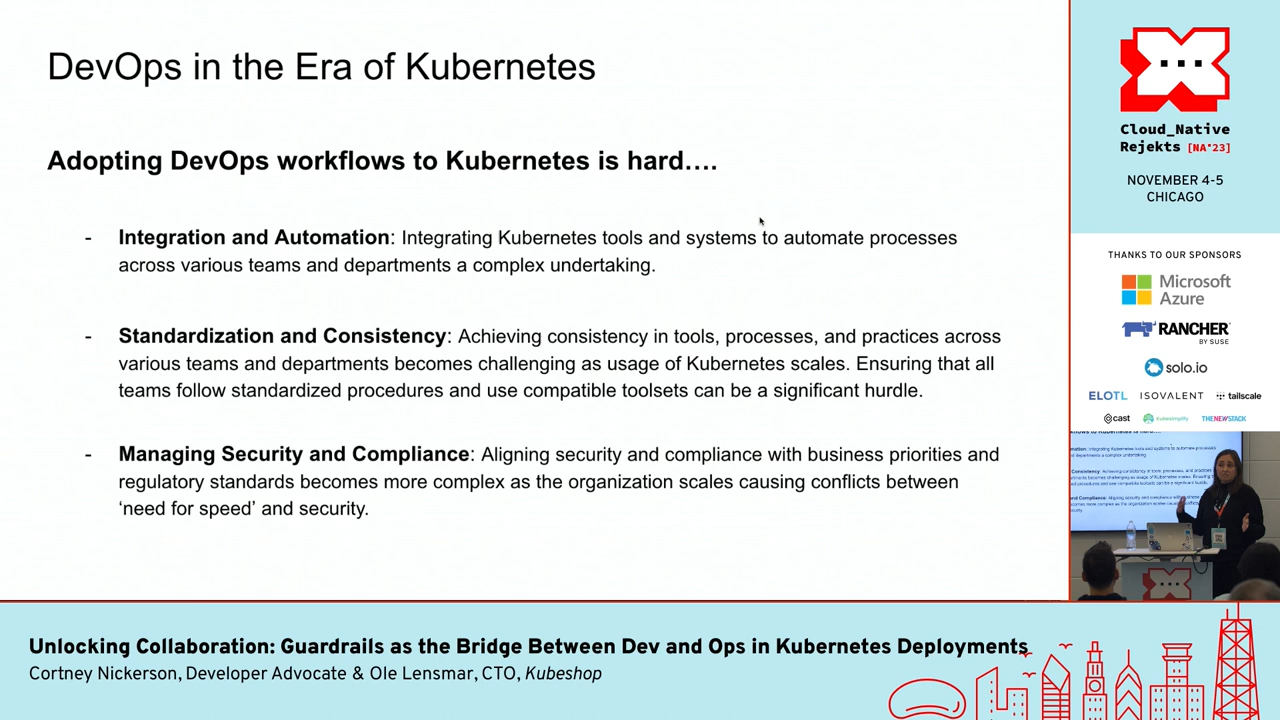 DevOps in the Era of Kubernetes
Adopting DevOps workflows to Kubernetes is hard….
- Integration and Automation: Integrating Kubernetes tools and systems to automate processes
across various teams and departments a complex undertaking.
- Standardization and Consistency: Achieving consistency in tools, processes, and practices across
various teams and departments becomes challenging as usage of Kubernetes scales. Ensuring that all
teams follow standardized procedures and use compatible toolsets can be a significant hurdle.
- Managing Security and Compliance: Aligning security and compliance with business priorities and
regulatory standards becomes more complex as the organization scales causing conflicts between
‘need for speed’ and security.
Cloud_Native
Rejekts [NA'23]
NOVEMBER 4-5
CHICAGO
THANKS TO OUR SPONSORS
Microsoft
Azure
RANCHER
BY SUSE
solo.io
ELOTL ISOVALENT tailscale
cast kubesimplify THENEWSTACK
Unlocking Collaboration: Guardrails as the Bridge Between Dev and Ops in Kubernetes Deployments
Cortney Nickerson, Developer Advocate & Ole Lensmar, CTO, Kubeshop